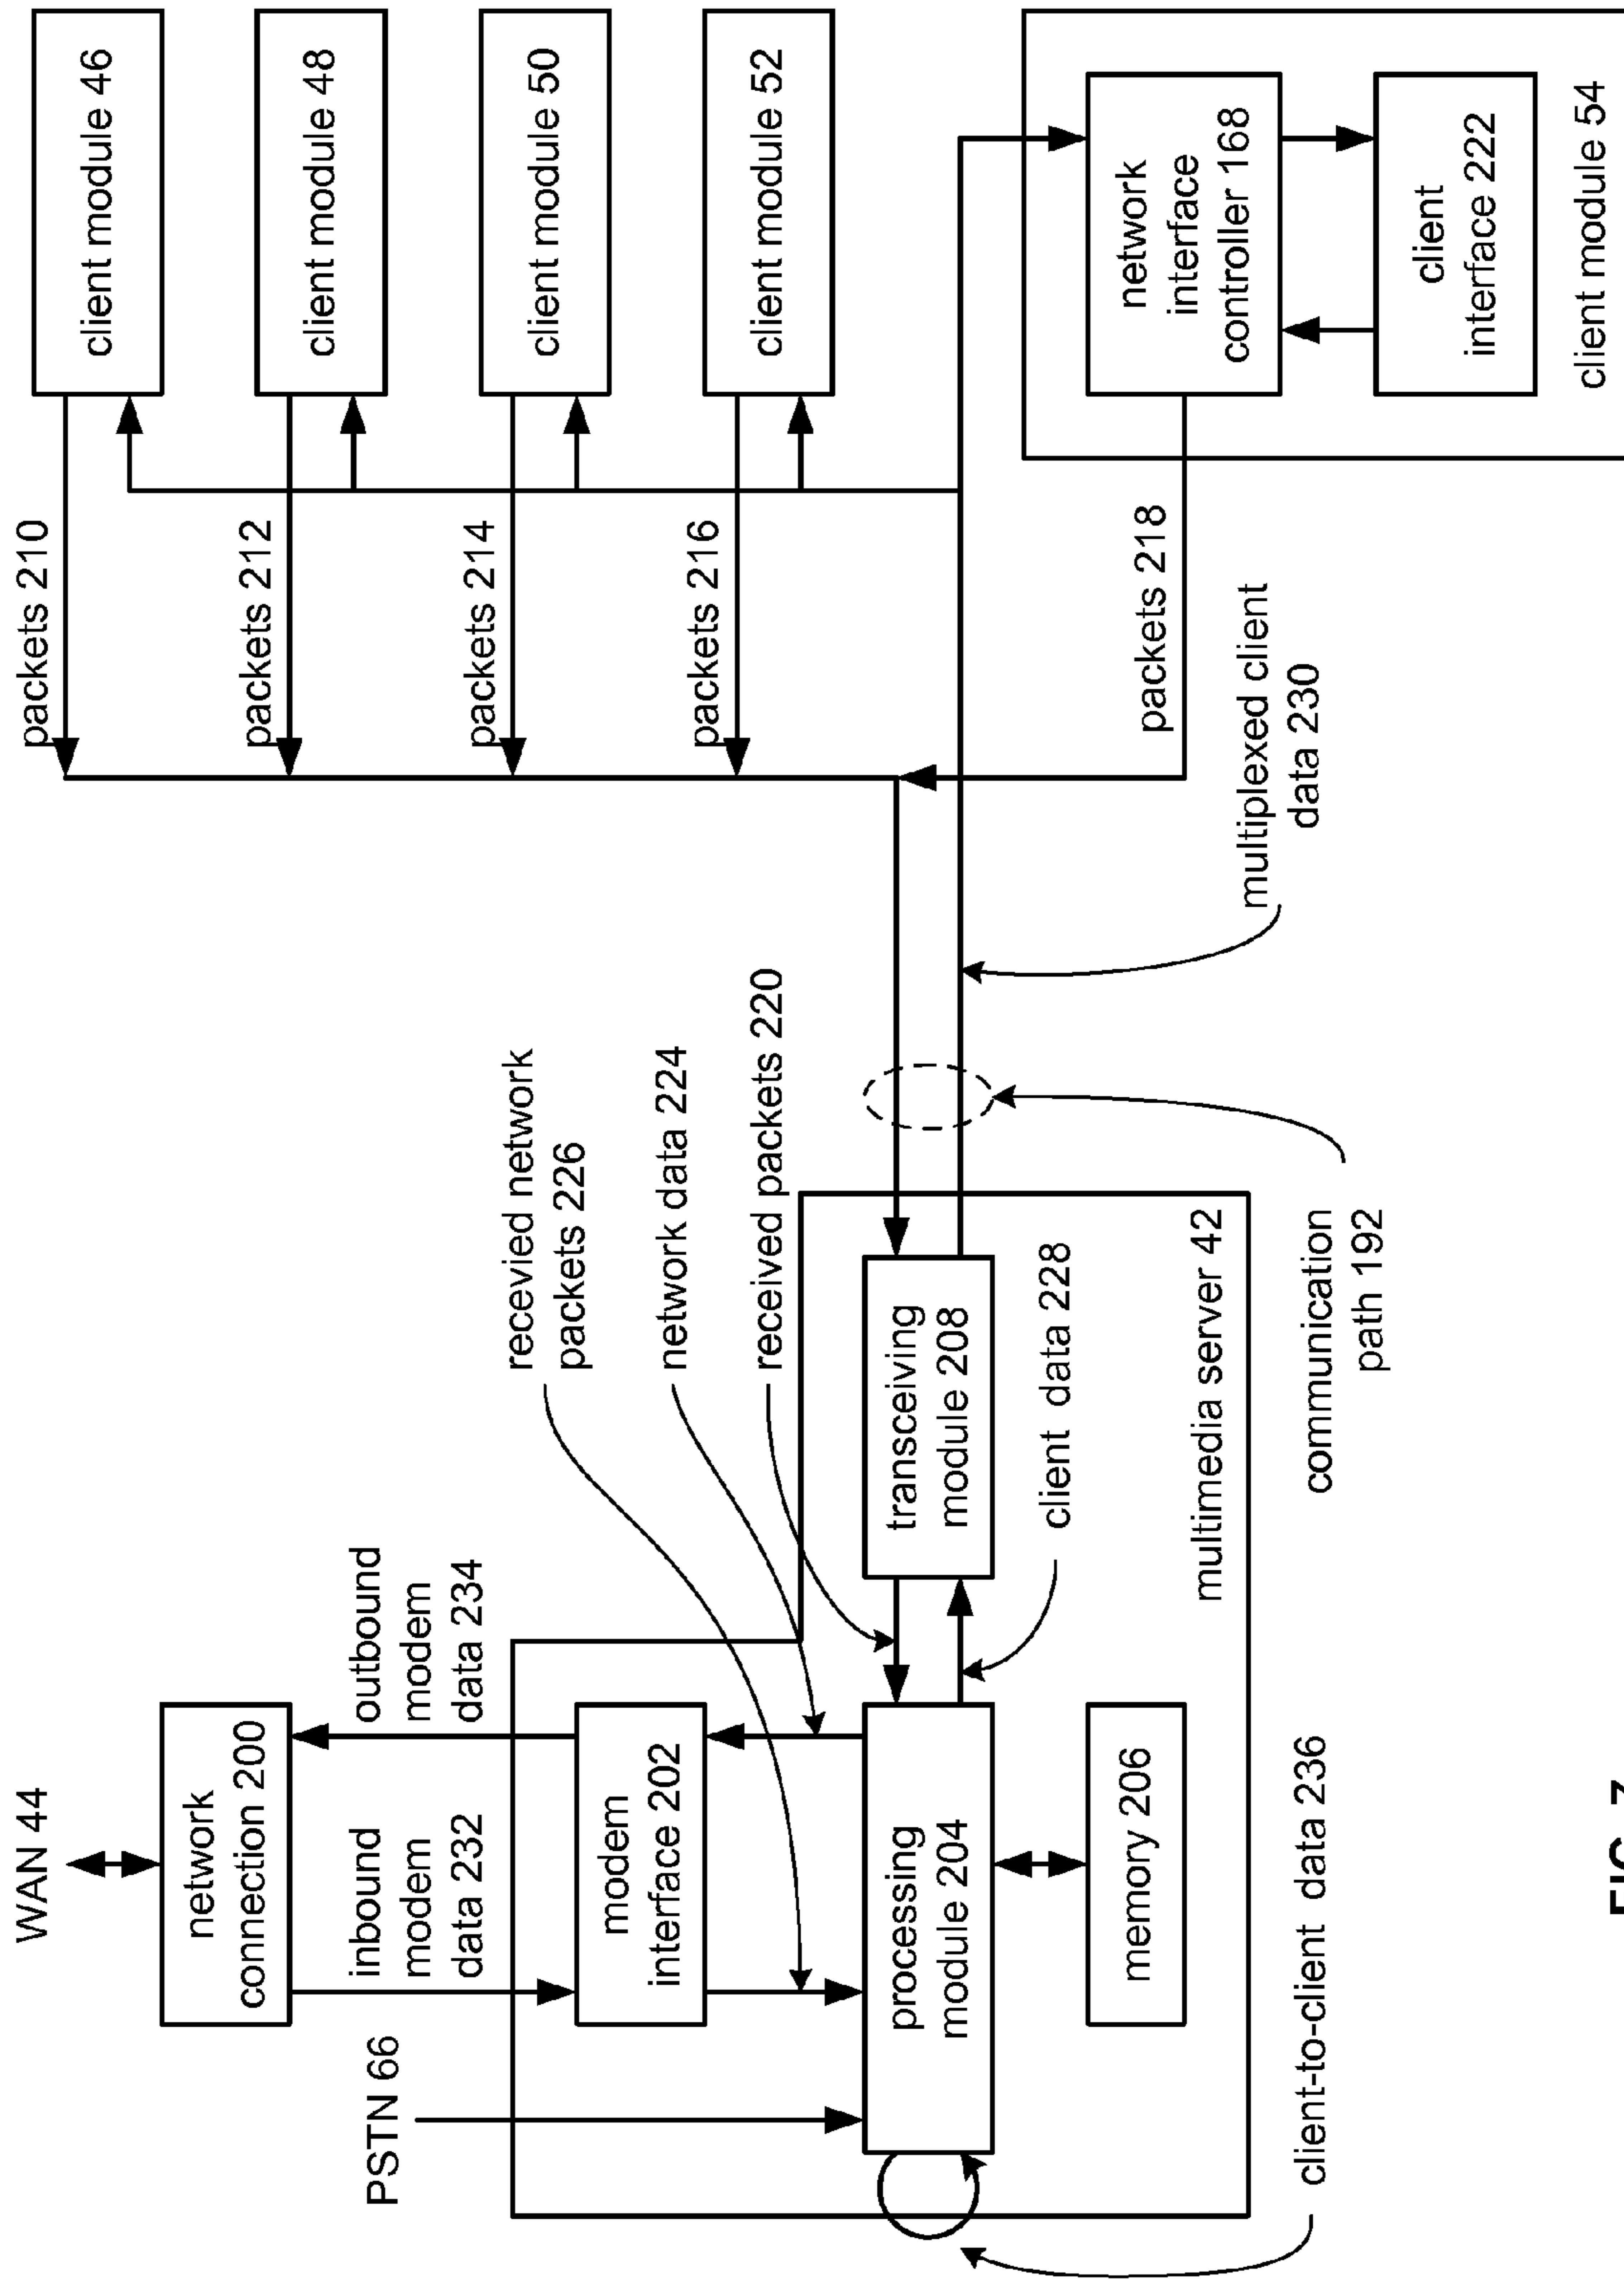 WAN 44
network
connection 200
inbound
modem
data 232
outbound
modem
data 234
PSTN 66
modem
interface 202
recevied network
packets 226
network data 224
received packets 220
processing
module 204
transceiving
module 208
client data 228
memory 206
multimedia server 42
client-to-client data 236
communication
path 192
multiplexed client
data 230
packets 210
packets 212
packets 214
packets 216
packets 218
client module 46
client module 48
client module 50
client module 52
network
interface
controller 168
client
interface 222
client module 54